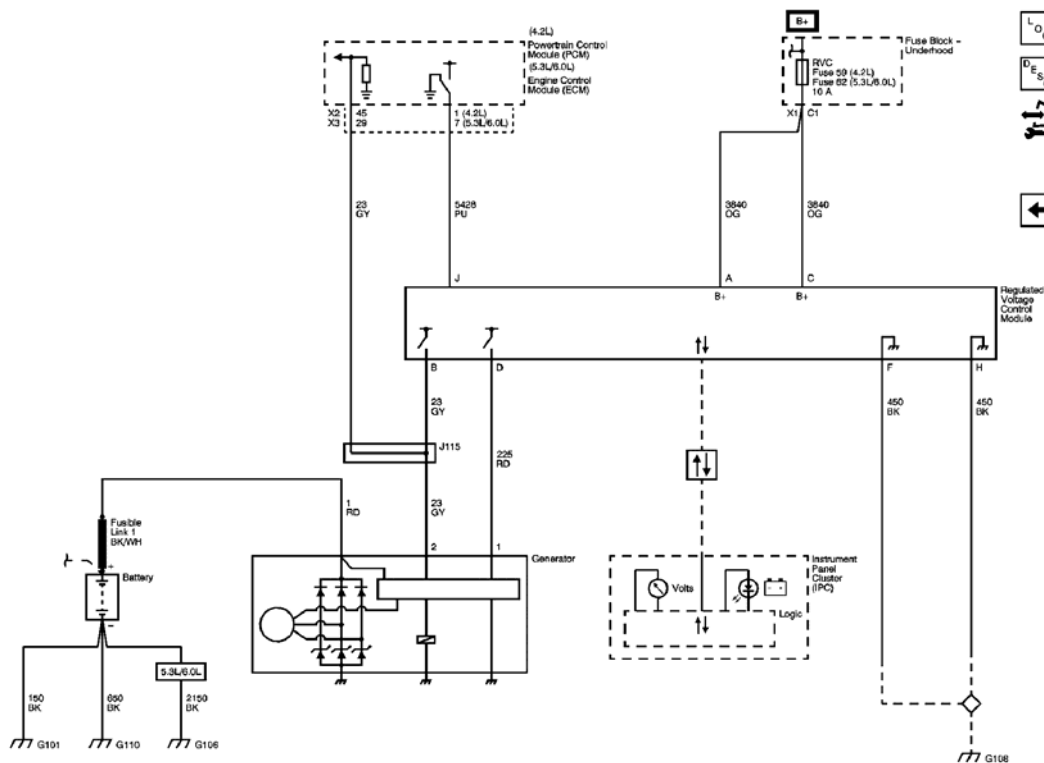 (4.2L)
Powertrain Control
Module (PCM)
(5.3L/6.0L)
Engine Control
Module (ECM)
B+
Fuse Block –
Underhood
RVC
Fuse 59 (4.2L)
Fuse 62 (5.3L/6.0L)
10 A
L
O
D
E
S
X2
45
1 (4.2L)
X3
29
7 (5.3L/6.0L)
X1
C1
23
GY
5428
PU
3840
OG
3840
OG
J
A
C
B+
B+
Regulated
Voltage
Control
Module
B
D
F
H
23
GY
450
BK
450
BK
J115
225
RD
1
RD
23
GY
Fusible
Link 1
BK/WH
+
Battery
–
2
1
Generator
Instrument
Panel
Cluster
(IPC)
Volts
Logic
5.3L/6.0L
150
BK
650
BK
2150
BK
G101
G110
G106
G108